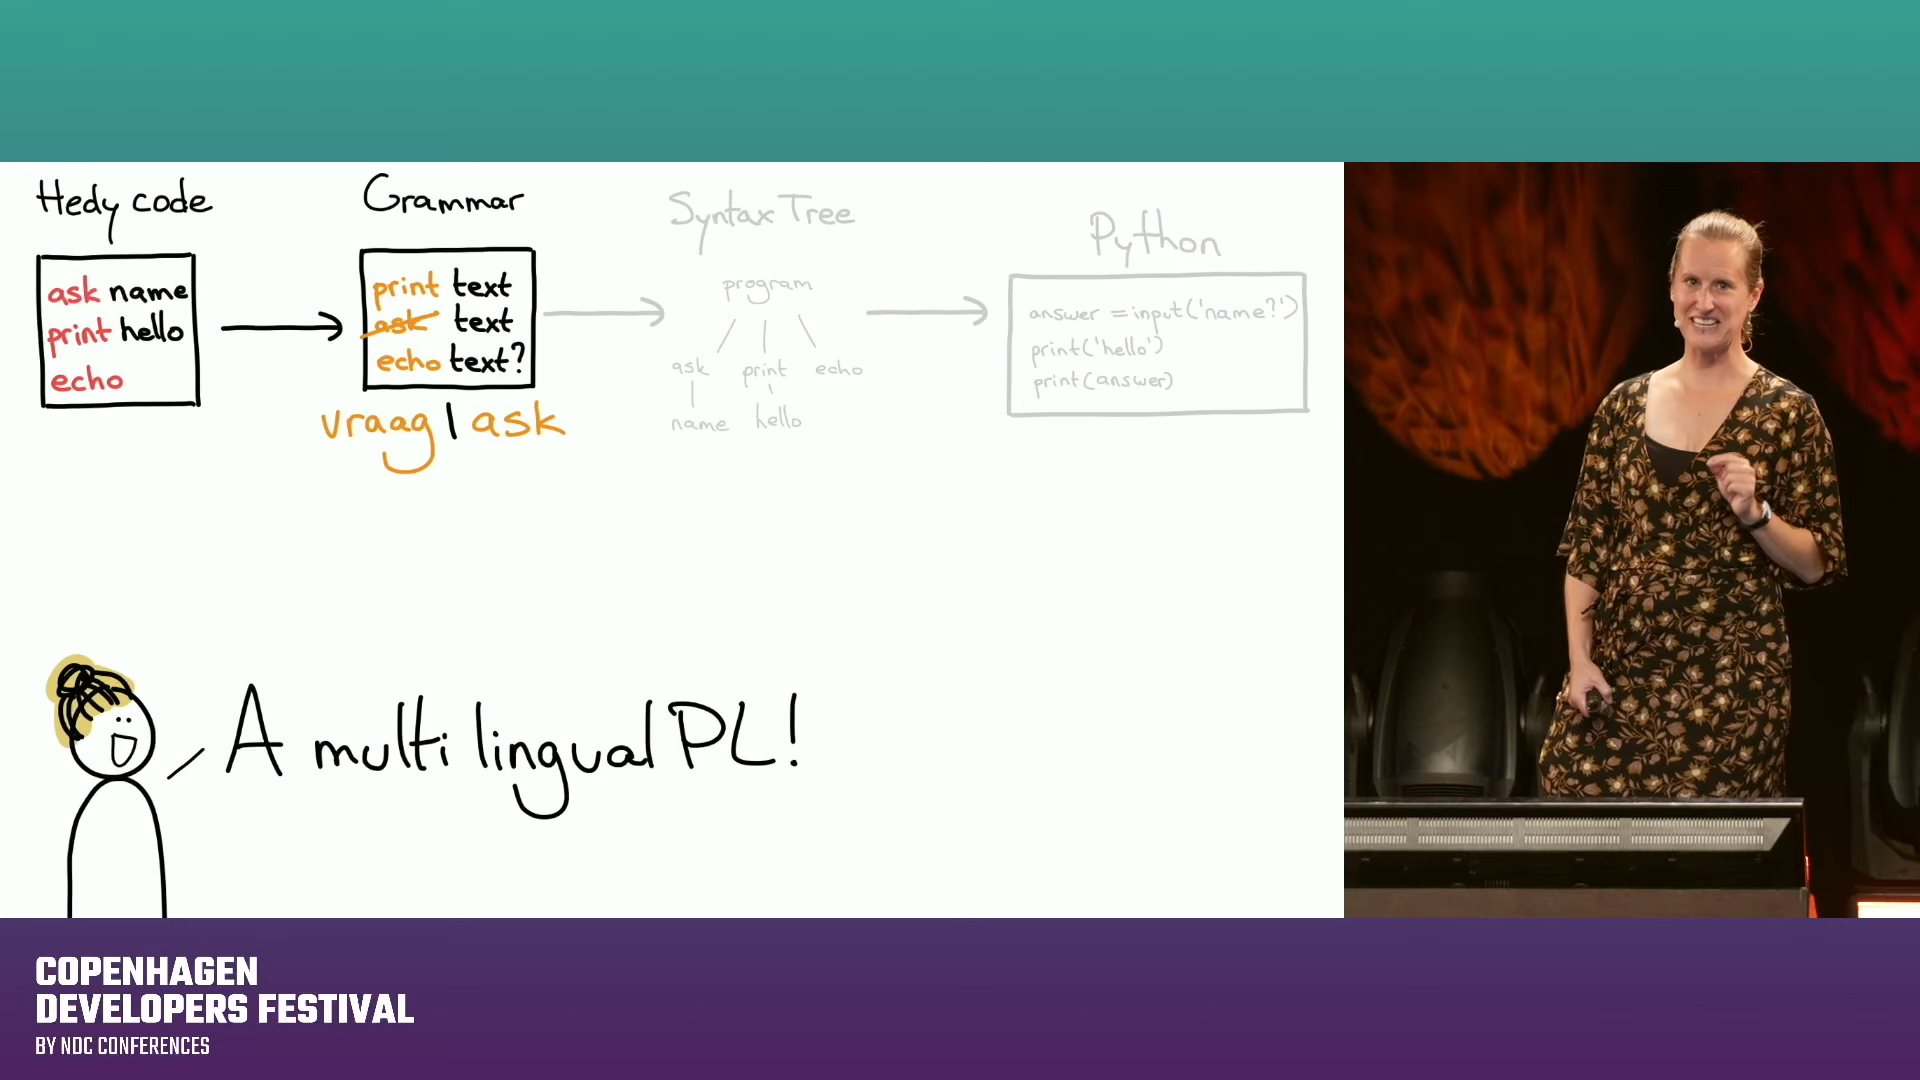 Hedy code
ask name
print hello
echo
Grammar
print text
ask text
echo text?
vraag | ask
Syntax Tree
program
ask print echo
name hello
Python
answer = input('name?')
print('hello')
print(answer)
A multilingual PL!
COPENHAGEN
DEVELOPERS FESTIVAL
BY NDC CONFERENCES